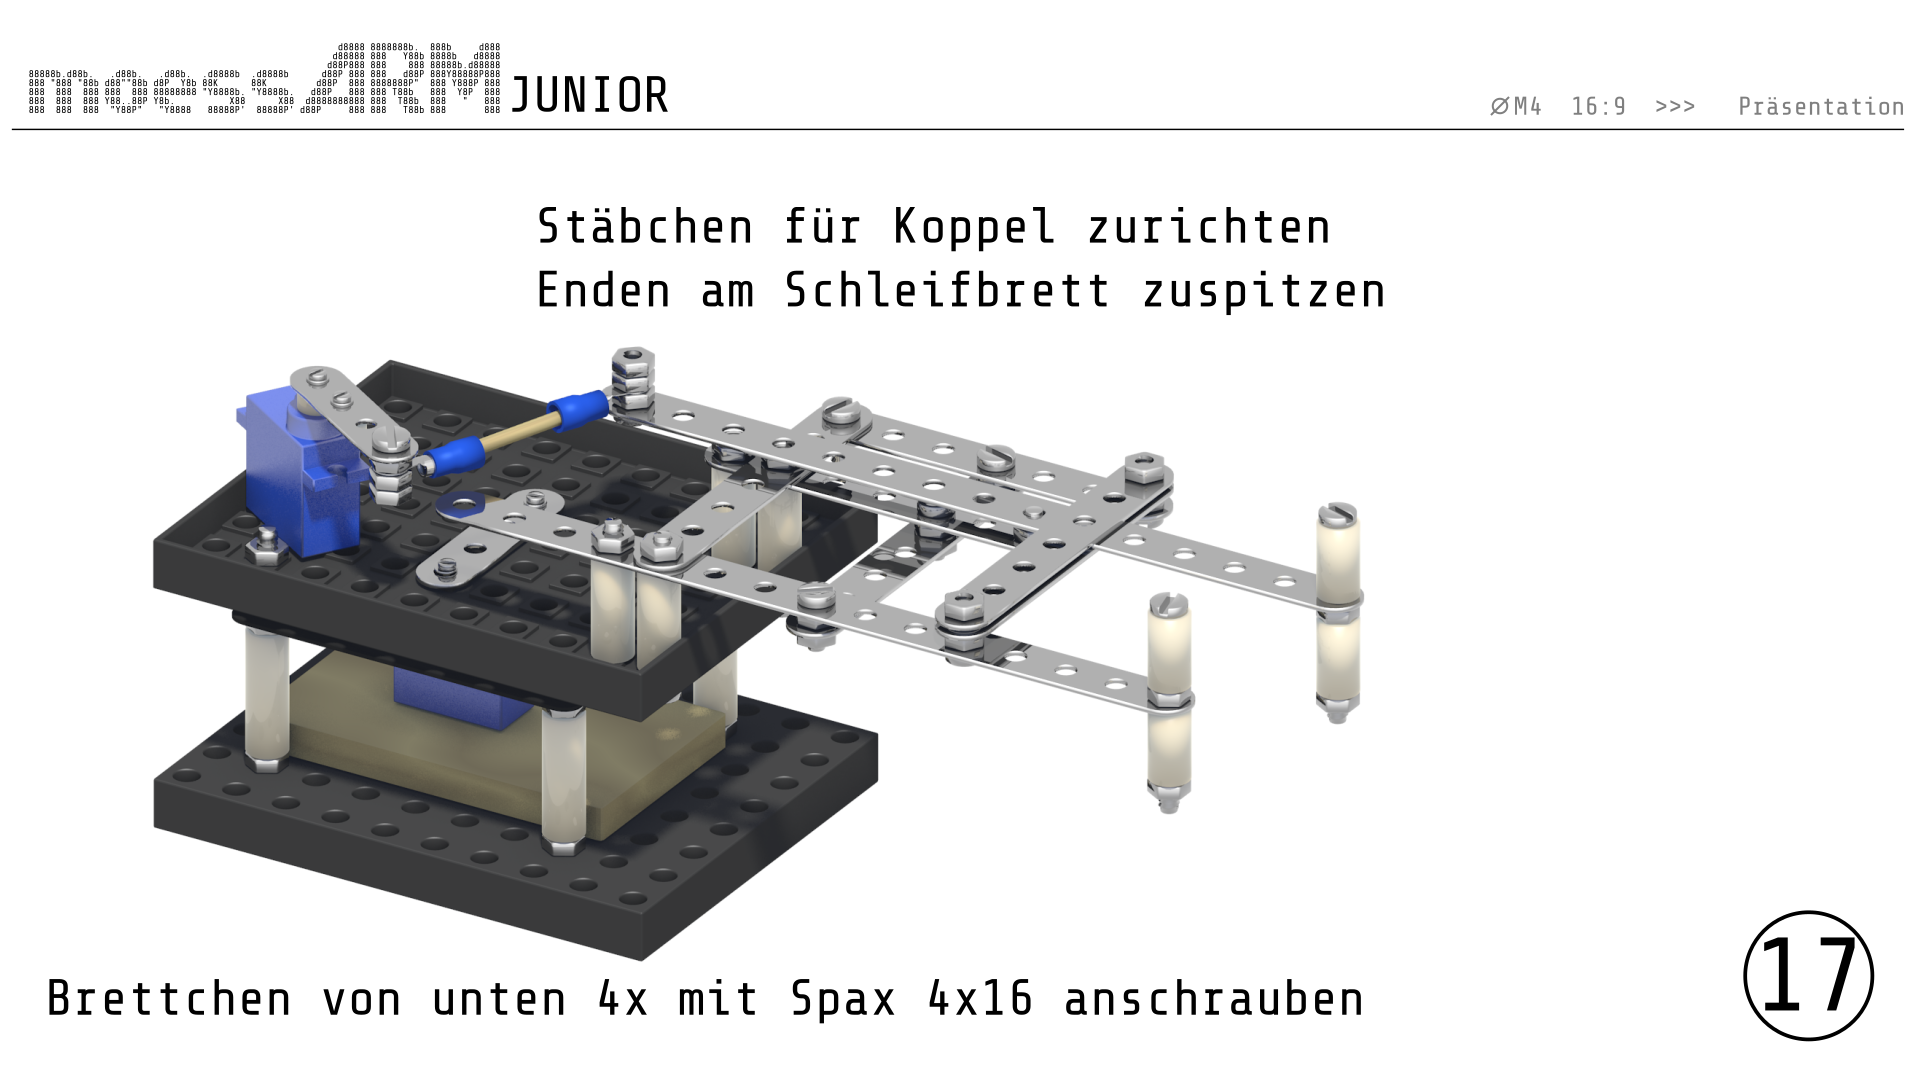 moessARM JUNIOR
∅M4 16:9 >>> Präsentation
Stäbchen für Koppel zurichten
Enden am Schleifbrett zuspitzen
Brettchen von unten 4x mit Spax 4x16 anschrauben
17